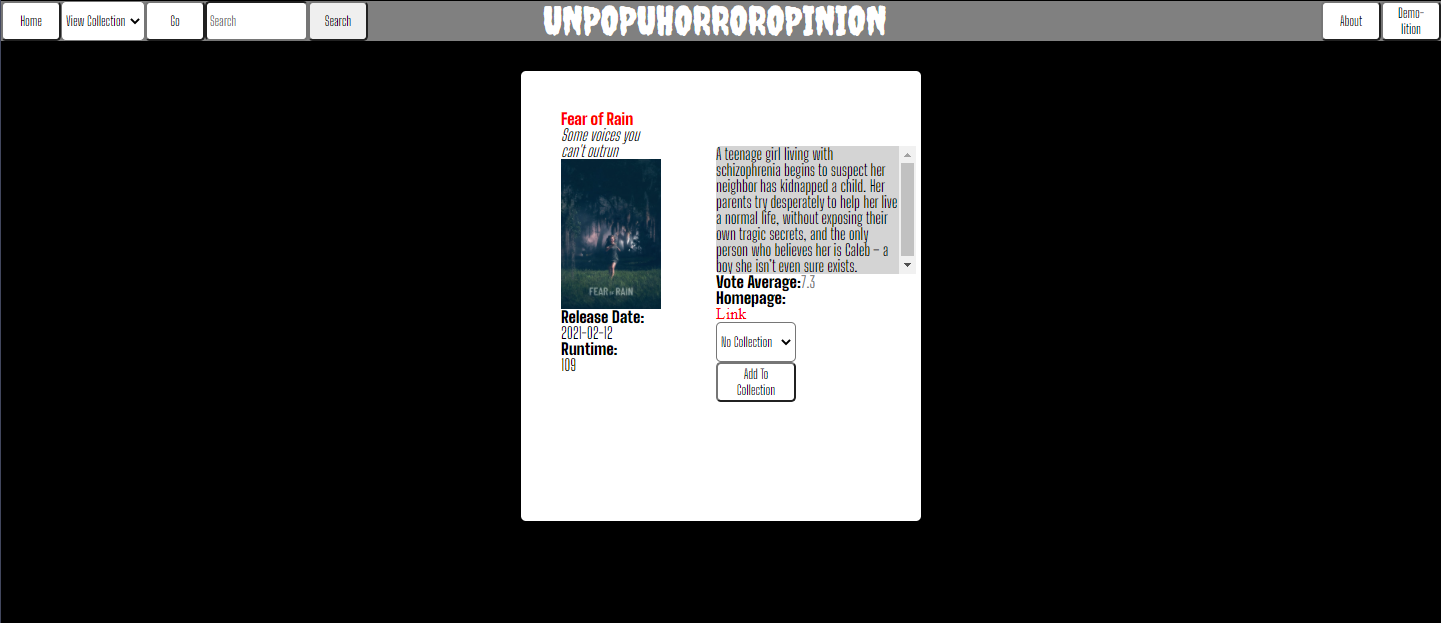 Home
View Collection
Go
Search
Search
UNPOPUHORROROPINION
About
Demo-
lition
Fear of Rain
Some voices you
can't outrun
FEAR OF RAIN
Release Date:
2021-02-12
Runtime:
109
A teenage girl living with
schizophrenia begins to suspect her
neighbor has kidnapped a child. Her
parents try desperately to help her live
a normal life, without exposing their
own tragic secrets, and the only
person who believes her is Caleb – a
boy she isn't even sure exists.
Vote Average:7.3
Homepage:
Link
No Collection
Add To
Collection